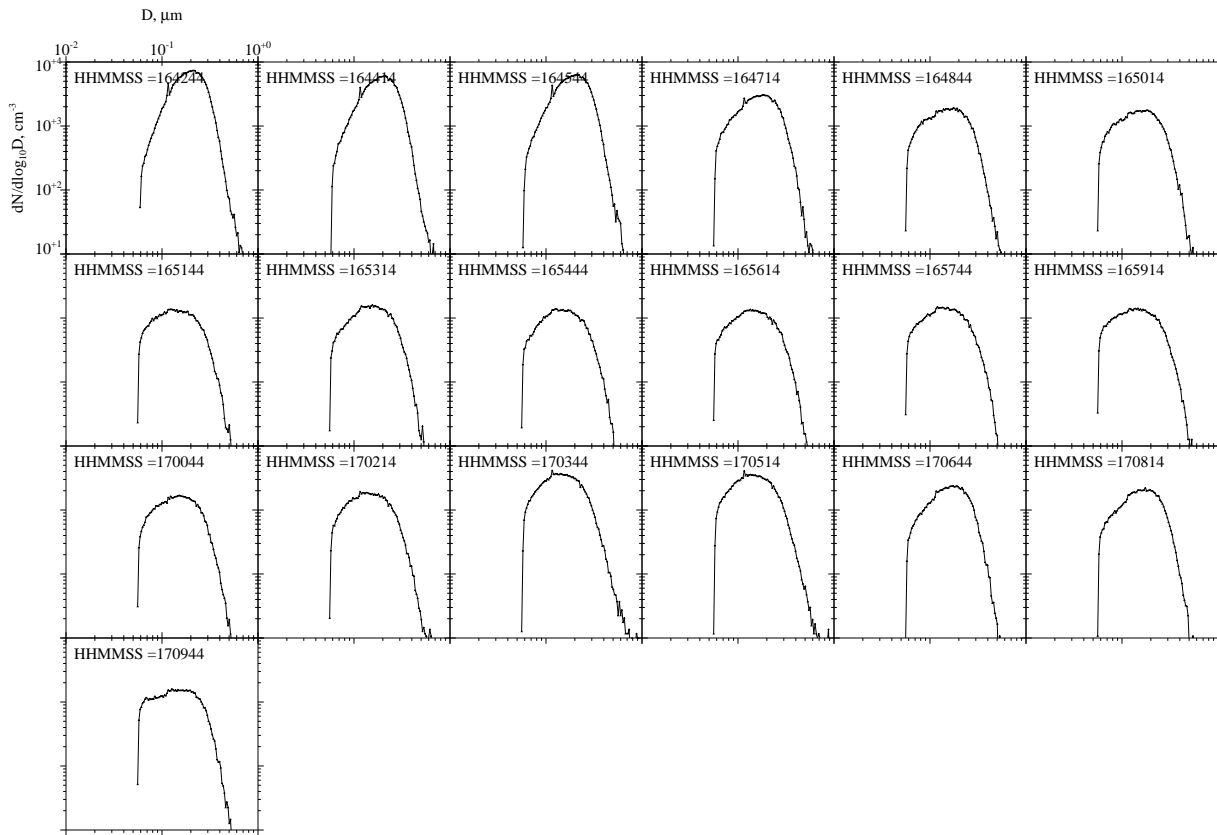 D, μm
10-2 10-1 10+0
10+4
10+3
10+2
10+1
dN/dlog10D, cm-3
HHMMSS =164244 HHMMSS =164414 HHMMSS =164544 HHMMSS =164714 HHMMSS =164844 HHMMSS =165014
HHMMSS =165144 HHMMSS =165314 HHMMSS =165444 HHMMSS =165614 HHMMSS =165744 HHMMSS =165914
HHMMSS =170044 HHMMSS =170214 HHMMSS =170344 HHMMSS =170514 HHMMSS =170644 HHMMSS =170814
HHMMSS =170944